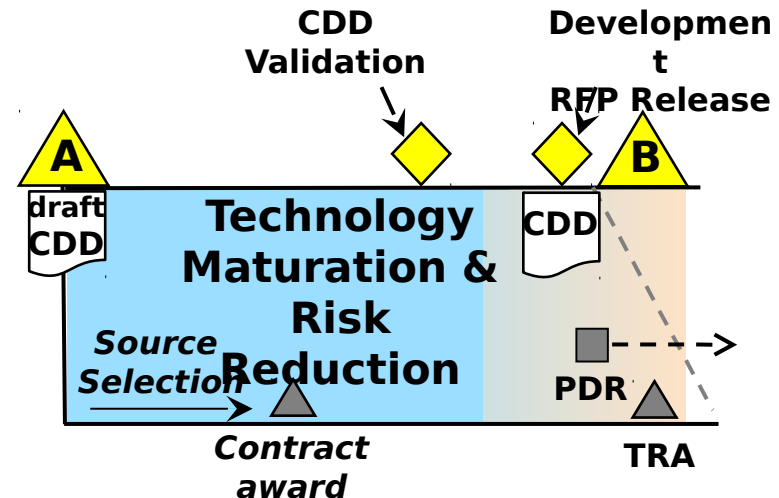 CDD
Validation
Developmen
t
RFP Release
A
B
draft
CDD
Technology
Maturation &
Risk
Reduction
CDD
Source
Selection
PDR
Contract
award
TRA